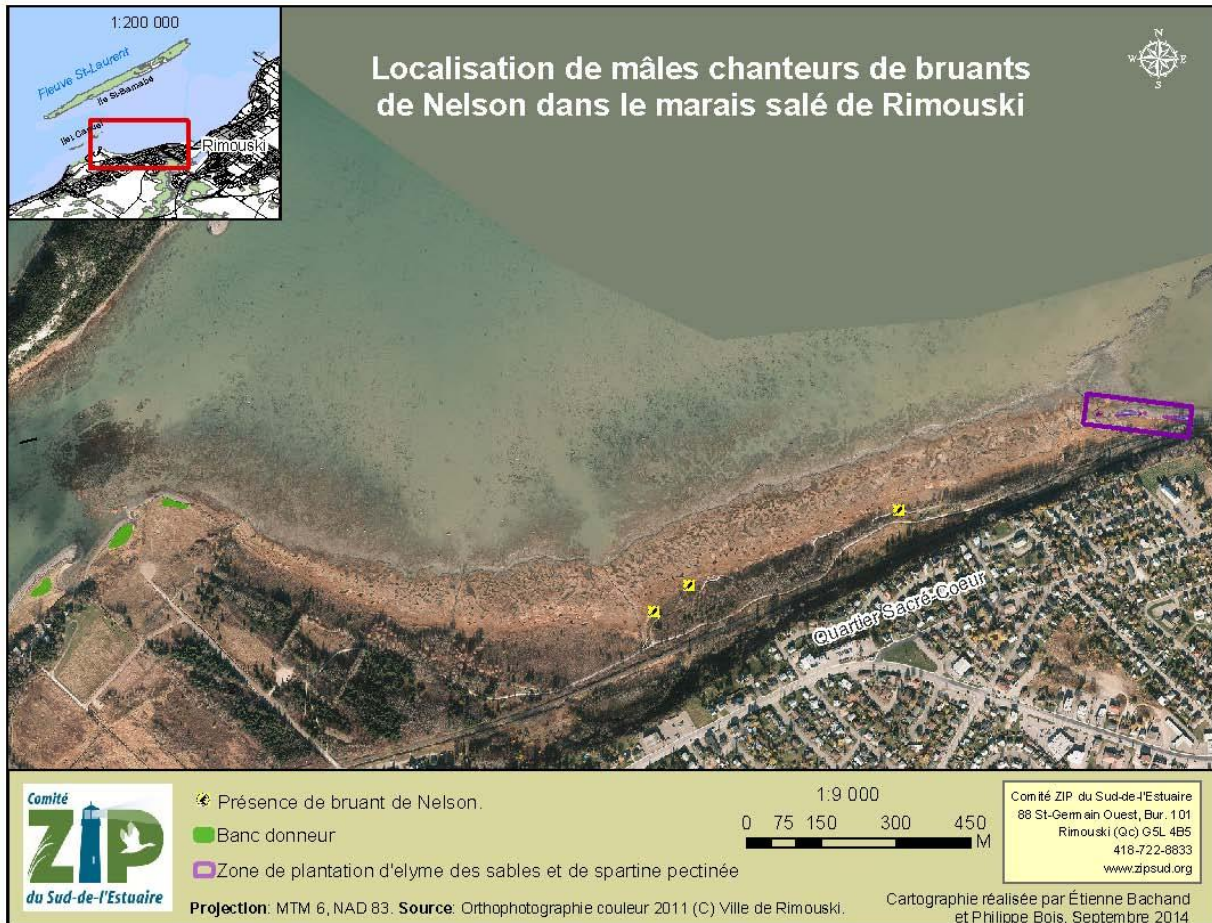 1:200 000
Fleuve St-Laurent
Ile St-Barnabé
Ilet Canuel
Rimouski
Localisation de mâles chanteurs de bruants
de Nelson dans le marais salé de Rimouski
N
W E
S
Quartier Sacré-Coeur
Comité
ZIP
du Sud-de-l'Estuaire
Présence de bruant de Nelson.
Banc donneur
Zone de plantation d'elyme des sables et de spartine pectinée
Projection: MTM 6, NAD 83. Source: Orthophotographie couleur 2011 (C) Ville de Rimouski.
1:9 000
0 75 150 300 450
M
Comité ZIP du Sud-de-l'Estuaire
88 St-Germain Ouest, Bur. 101
Rimouski (Qc) G5L 4B5
418-722-8833
www.zipsud.org
Cartographie réalisée par Étienne Bachand
et Philippe Bois, Septembre 2014